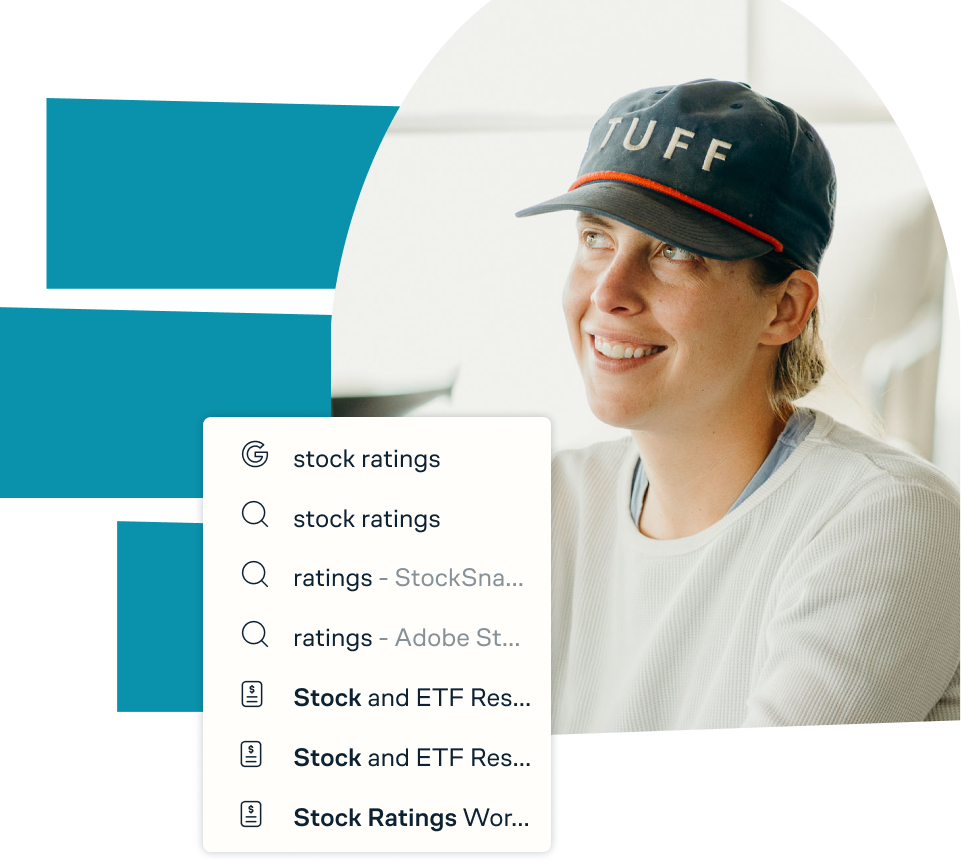 TUFF
stock ratings
stock ratings
ratings - StockSna...
ratings - Adobe St...
Stock and ETF Res...
Stock and ETF Res...
Stock Ratings Wor...